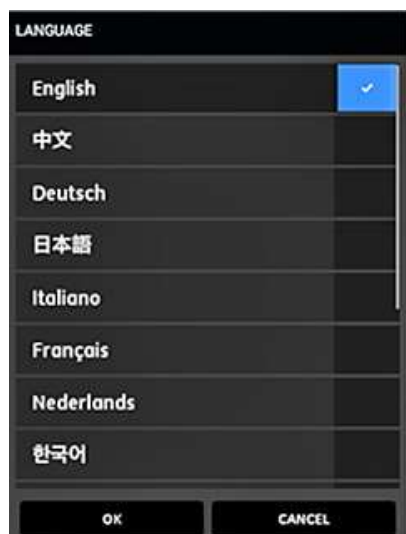 LANGUAGE
English
中文
Deutsch
日本語
Italiano
Français
Nederlands
한국어
OK CANCEL